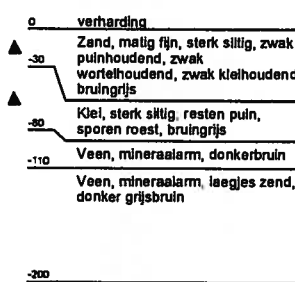 0 verharding
Zand, matig fijn, sterk siltig, zwak
-30 puinhoudend, zwak
wortelhoudend, zwak kleihoudend
bruingrijs
Klei, sterk siltig, resten puin,
-80 sporen roest, bruingrijs
Veen, mineraalarm, donkerbruin
-110
Veen, mineraalarm, laagjes zand,
donker grijsbruin
-200